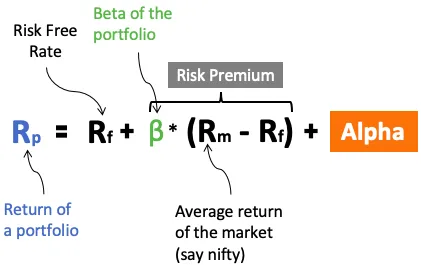 Beta of the
portfolio
Risk Free
Rate
Risk Premium
Rp = Rf + β * (Rm - Rf) + Alpha
Return of
a portfolio
Average return
of the market
(say nifty)